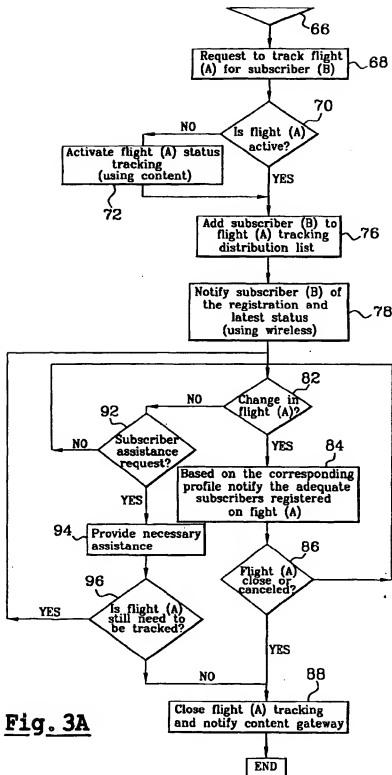 66
Request to track flight
(A) for subscriber (B)
68
70
Is flight (A)
active?
NO
YES
Activate flight (A) status
tracking
(using content)
72
Add subscriber (B) to
flight (A) tracking
distribution list
76
Notify subscriber (B) of
the registration and
latest status
(using wireless)
78
82
Change in
flight (A)?
NO
YES
92
Subscriber
assistance
request?
NO
YES
84
Based on the corresponding
profile notify the adequate
subscribers registered
on fight (A)
94
Provide necessary
assistance
86
Flight (A)
close or
canceled?
YES
96
Is flight (A)
still need to
be tracked?
YES
NO
88
Close flight (A) tracking
and notify content gateway
END
Fig. 3A